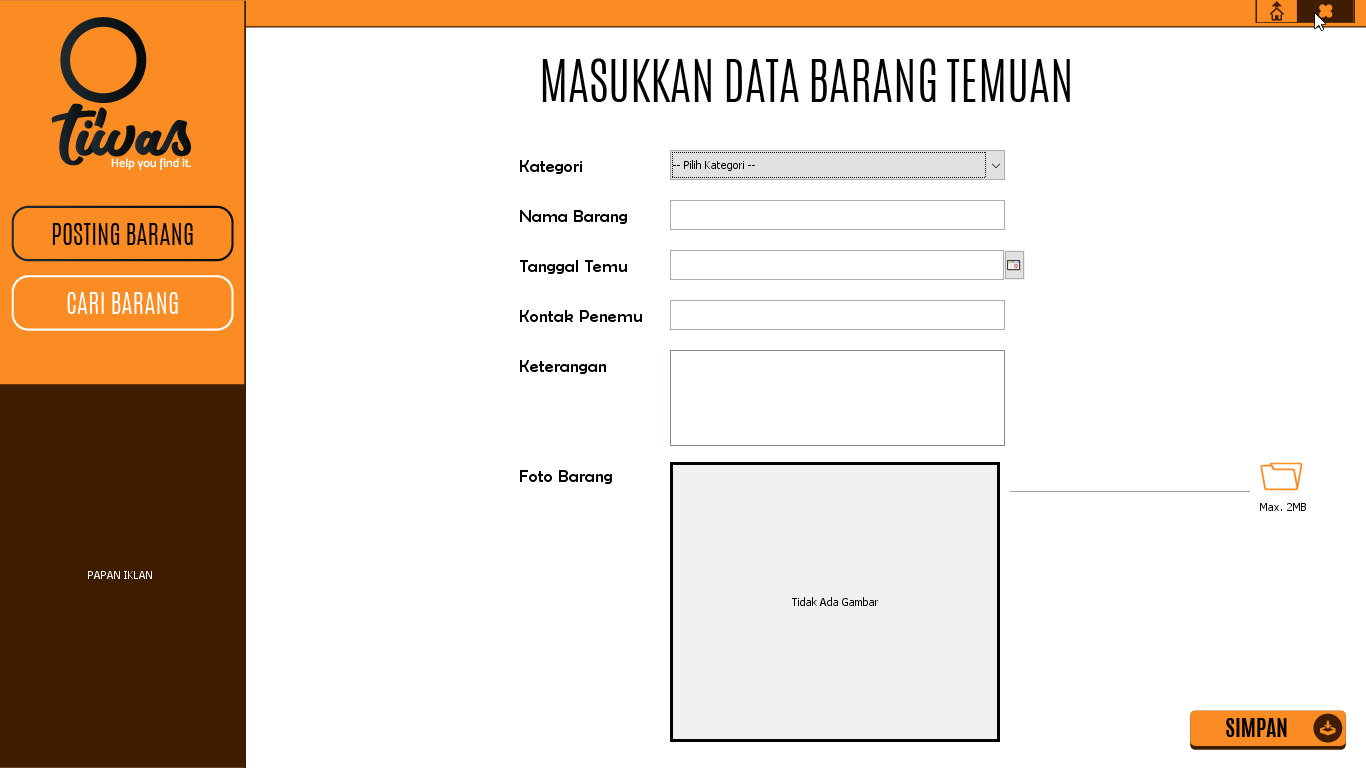 Tiwas
Help you find it.
POSTING BARANG
CARI BARANG
PAPAN IKLAN
MASUKKAN DATA BARANG TEMUAN
Kategori
-- Pilih Kategori --
Nama Barang
Tanggal Temu
Kontak Penemu
Keterangan
Foto Barang
Tidak Ada Gambar
Max. 2MB
SIMPAN